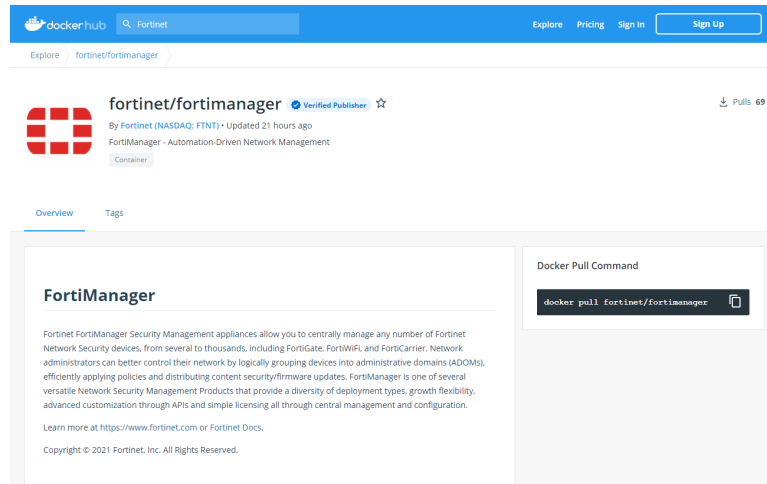 dockerhub Fortinet Explore Pricing Sign In Sign Up
Explore fortinet/fortimanager
fortinet/fortimanager Verified Publisher
Pulls 69
By Fortinet (NASDAQ: FTNT) • Updated 21 hours ago
FortiManager - Automation-Driven Network Management
Container
Overview Tags
Docker Pull Command
docker pull fortinet/fortimanager
FortiManager
Fortinet FortiManager Security Management appliances allow you to centrally manage any number of Fortinet
Network Security devices, from several to thousands, including FortiGate, FortiWiFi, and FortiCarrier. Network
administrators can better control their network by logically grouping devices into administrative domains (ADOMs),
efficiently applying policies and distributing content security/firmware updates. FortiManager is one of several
versatile Network Security Management Products that provide a diversity of deployment types, growth flexibility,
advanced customization through APIs and simple licensing all through central management and configuration.
Learn more at https://www.fortinet.com or Fortinet Docs.
Copyright © 2021 Fortinet, Inc. All Rights Reserved.